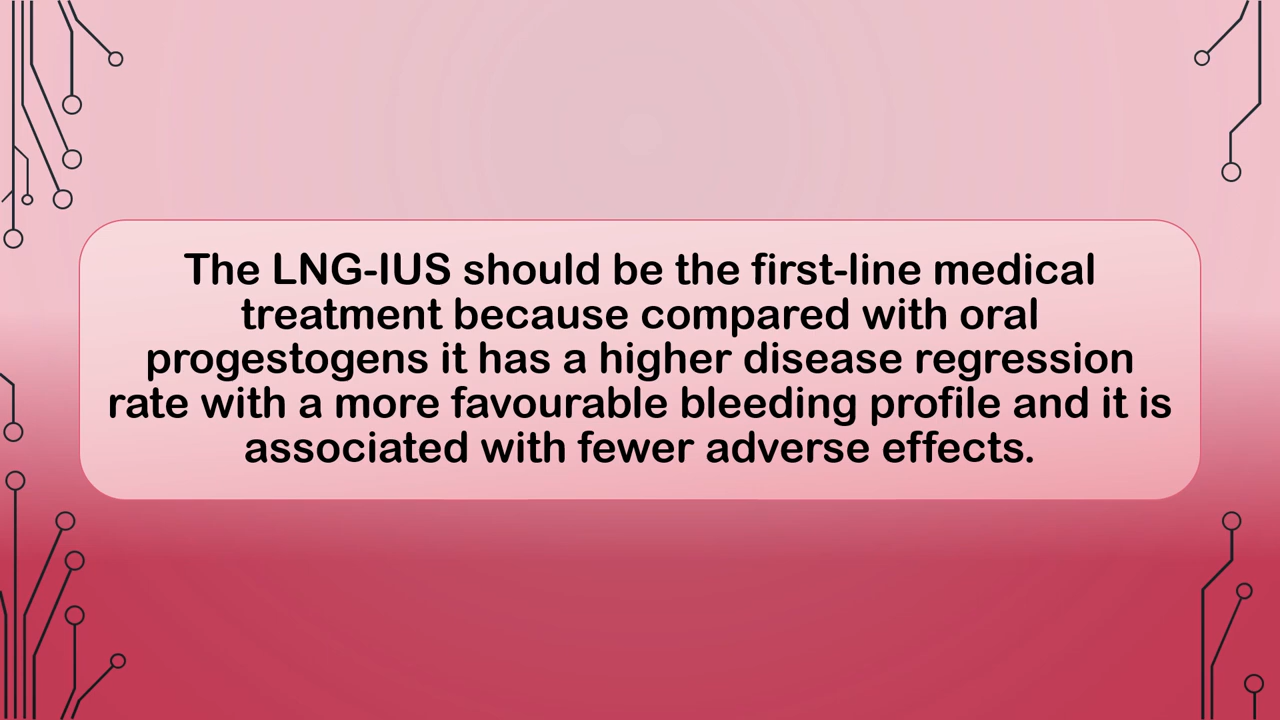 The LNG-IUS should be the first-line medical
treatment because compared with oral
progestogens it has a higher disease regression
rate with a more favourable bleeding profile and it is
associated with fewer adverse effects.